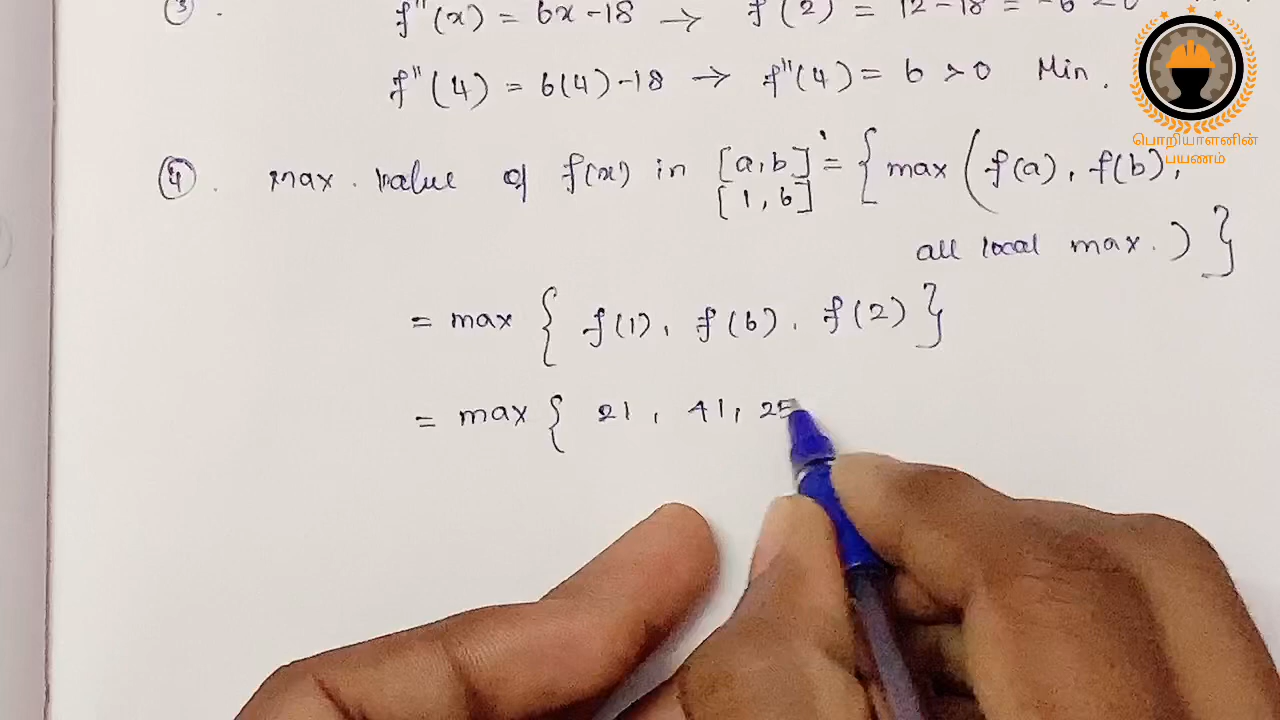 ③. f"(x) = 6x-18 → f"(2) = 12-18 = -6 <0
f"(4) = 6(4)-18 → f"(4) = 6 >0 Min.
④. max. value of f(x) in [a,b] = { max ( f(a), f(b),
[1,6]
all local max. ) }
= max { f(1), f(6), f(2) }
= max { 21, 41, 25
பொறியாளனின்
பயணம்